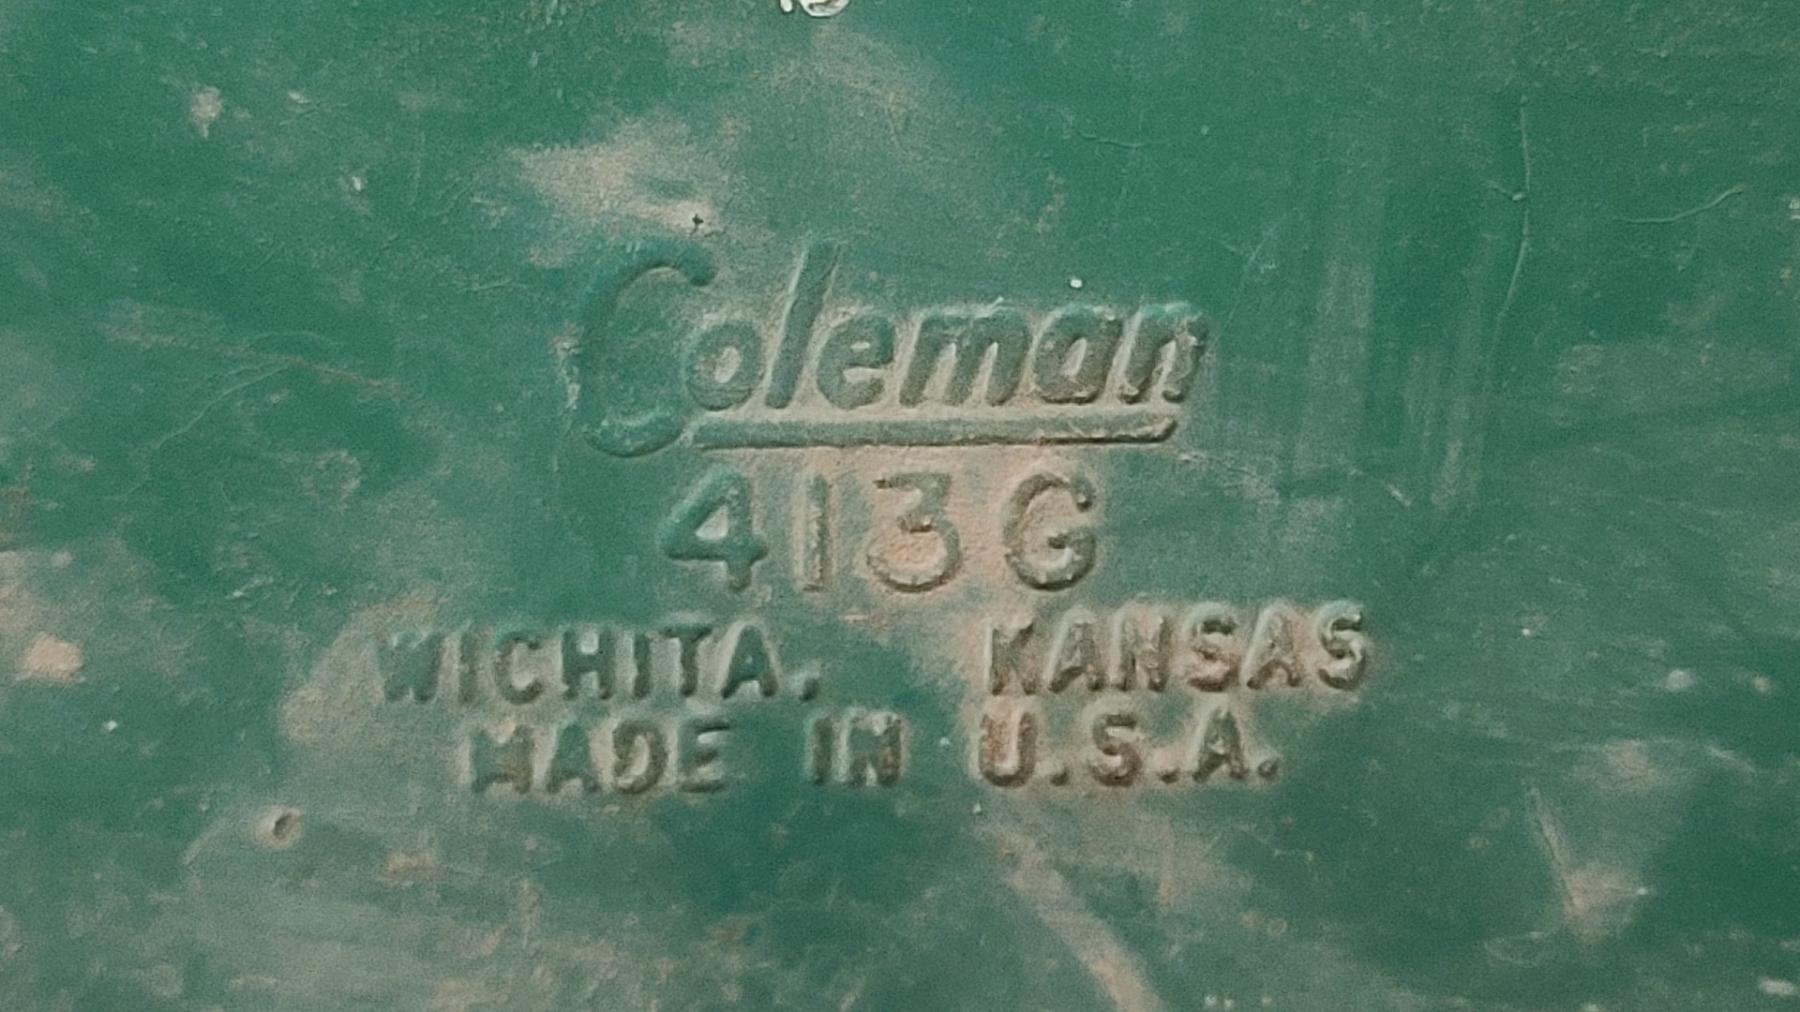 Coleman
413G
WICHITA, KANSAS
MADE IN U.S.A.